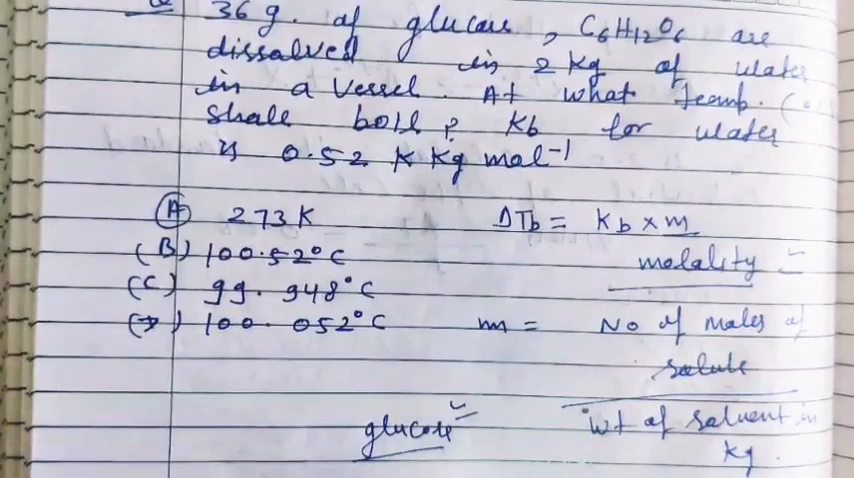 Q 36 g. of glucose, C6H12O6 are
dissolved in 2 Kg of water
in a vessel. At what Temp. (
shall boil? Kb for water
is 0.52 K Kg mol-1
(A) 273 K ΔTb = Kb x m
(B) 100.52°C molality
(C) 99.948°C
( ) 100.052°C m = No of moles of
solute
glucose wt of solvent in
kg.